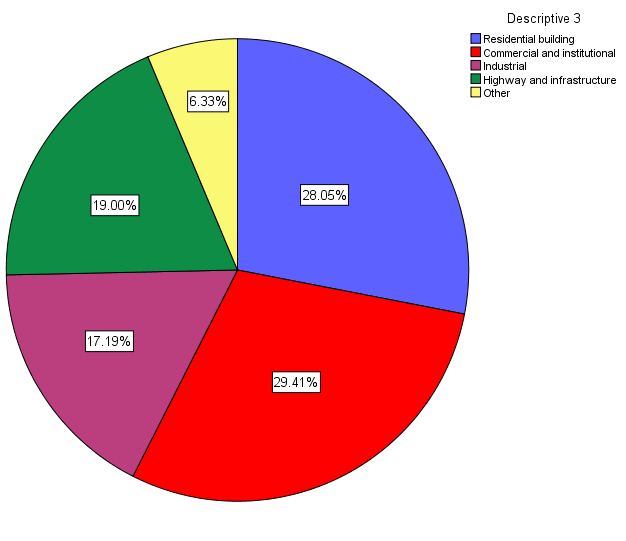 Descriptive 3
Residential building
Commercial and institutional
Industrial
Highway and infrastructure
Other
6.33%
28.05%
19.00%
17.19%
29.41%